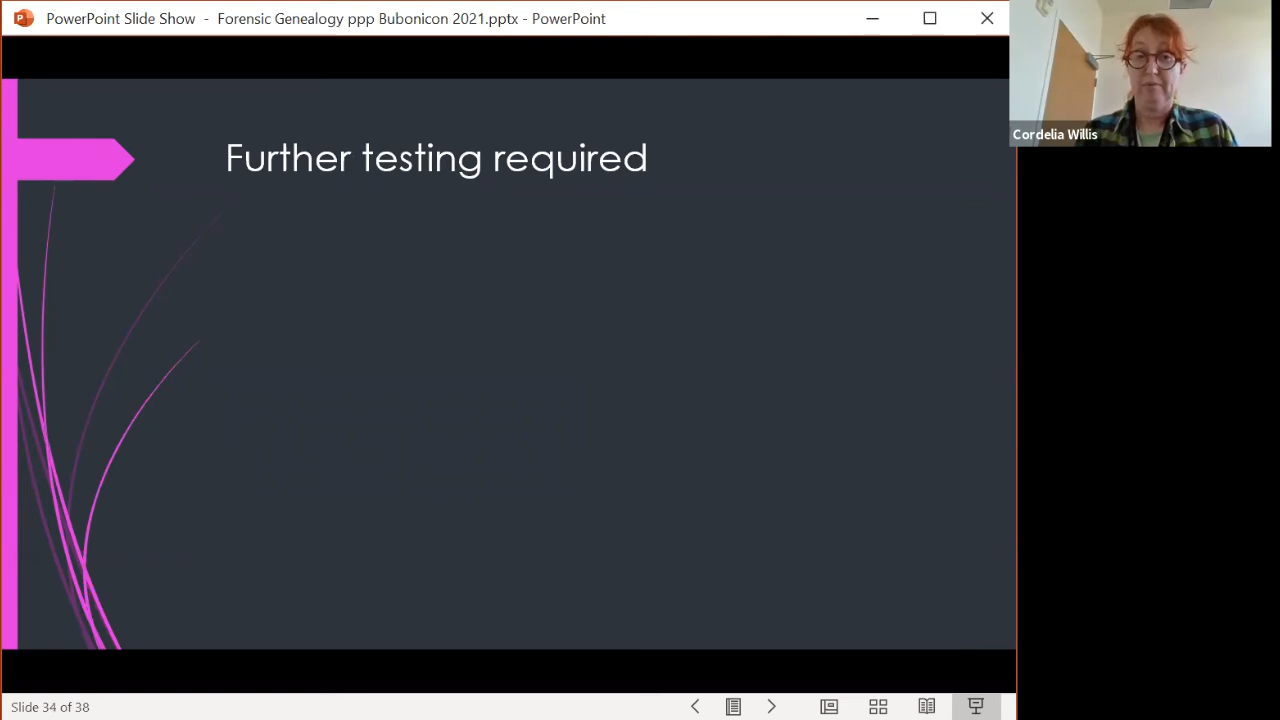 PowerPoint Slide Show - Forensic Genealogy ppp Bubonicon 2021.pptx - PowerPoint
Cordelia Willis
Further testing required
Slide 34 of 38